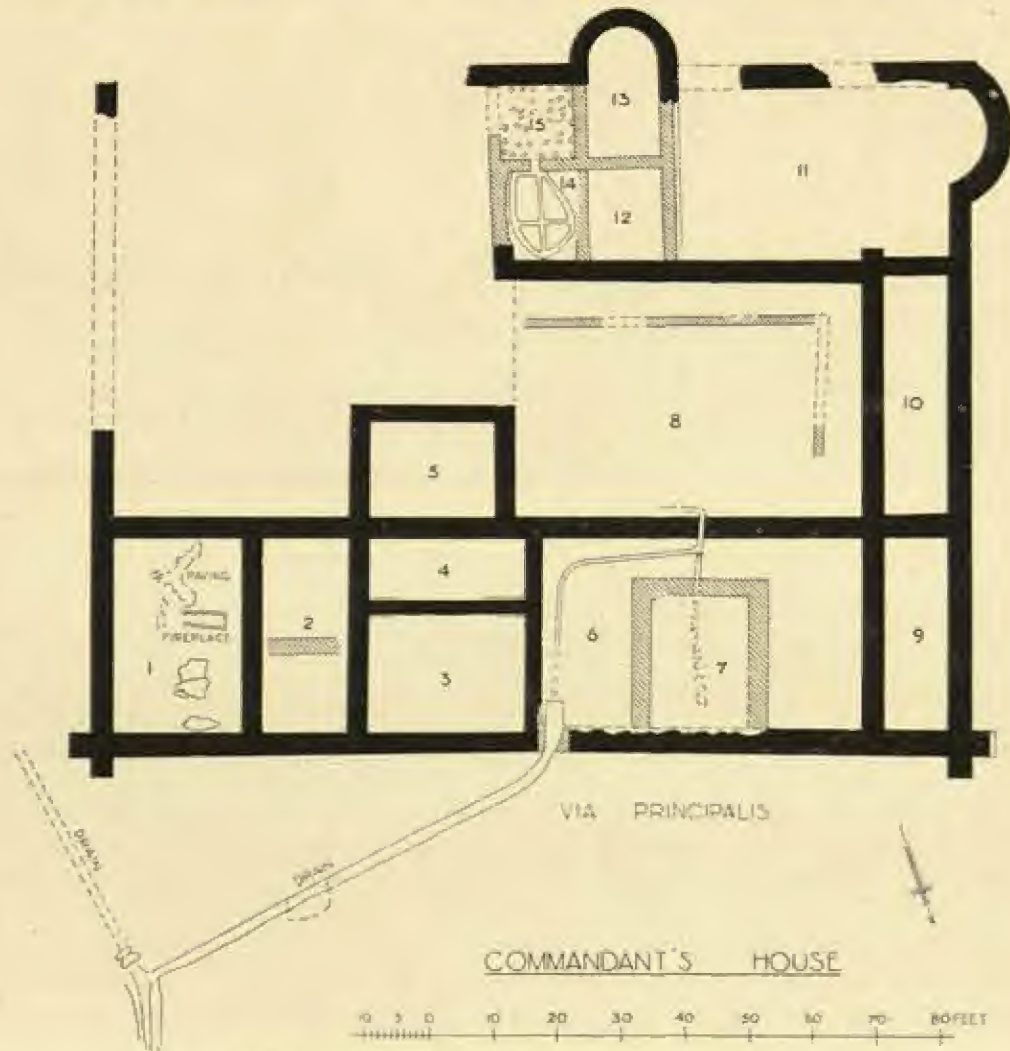 13
15
11
14
12
10
8
5
PAVING
4
2
FIREPLACE
6
9
1
3
7
VIA PRINCIPALIS
DRAIN
DRAIN
COMMANDANT'S HOUSE
10 5 0 10 20 30 40 50 60 70 80 FEET